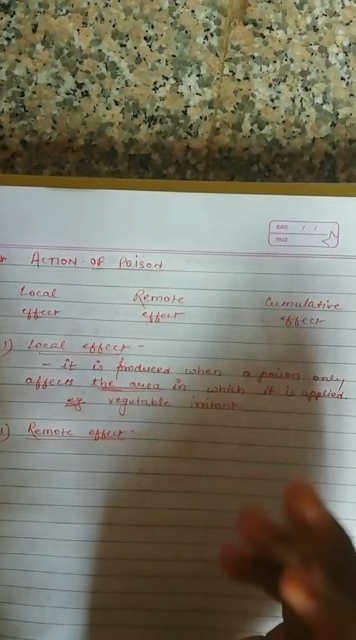 DATE / /
PAGE
* ACTION OF POISON
Local Remote Cumulative
effect effect effect
1) Local effect -
- it is produced when a poison only
affects the area in which it is applied.
eg vegetable irritant
1) Remote effect -